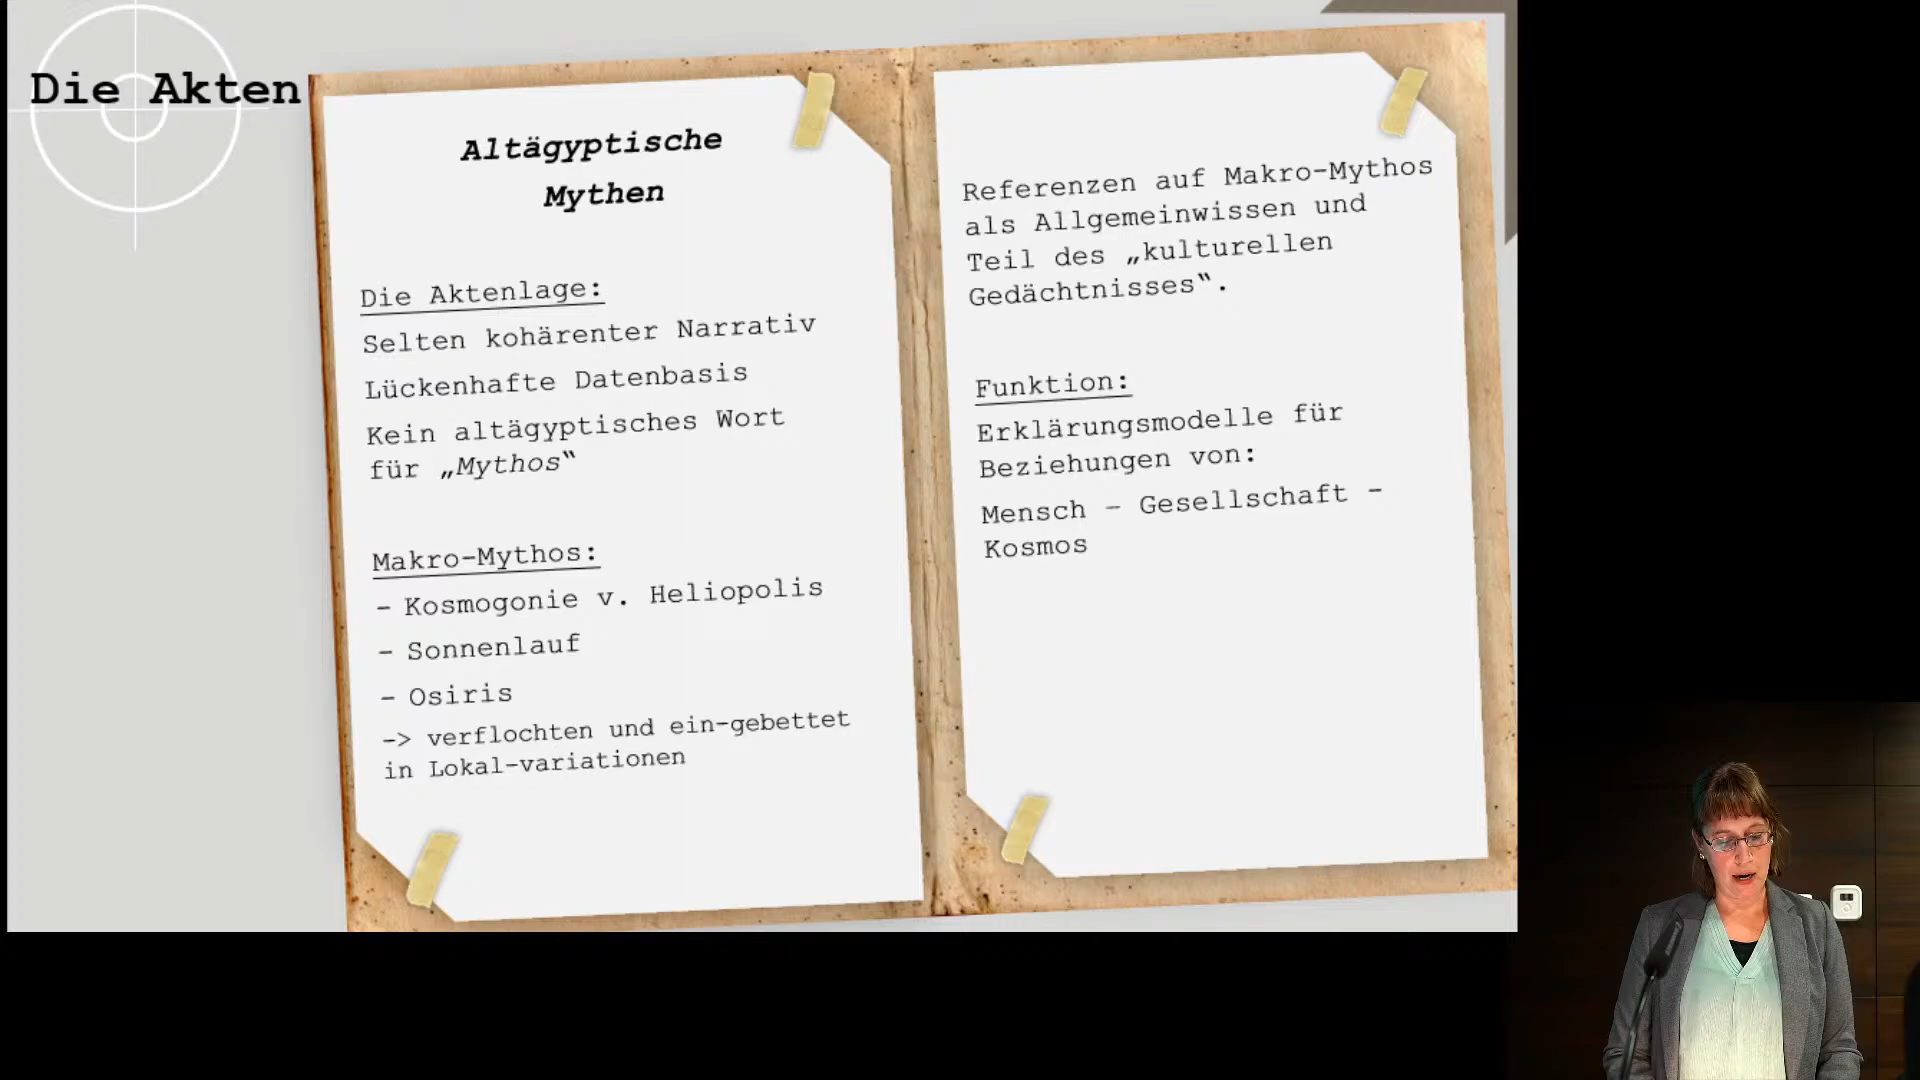 Die Akten
Altägyptische
Mythen
Die Aktenlage:
Selten kohärenter Narrativ
Lückenhafte Datenbasis
Kein altägyptisches Wort
für „Mythos“
Makro-Mythos:
- Kosmogonie v. Heliopolis
- Sonnenlauf
- Osiris
-> verflochten und ein-gebettet
in Lokal-variationen
Referenzen auf Makro-Mythos
als Allgemeinwissen und
Teil des „kulturellen
Gedächtnisses“.
Funktion:
Erklärungsmodelle für
Beziehungen von:
Mensch – Gesellschaft -
Kosmos